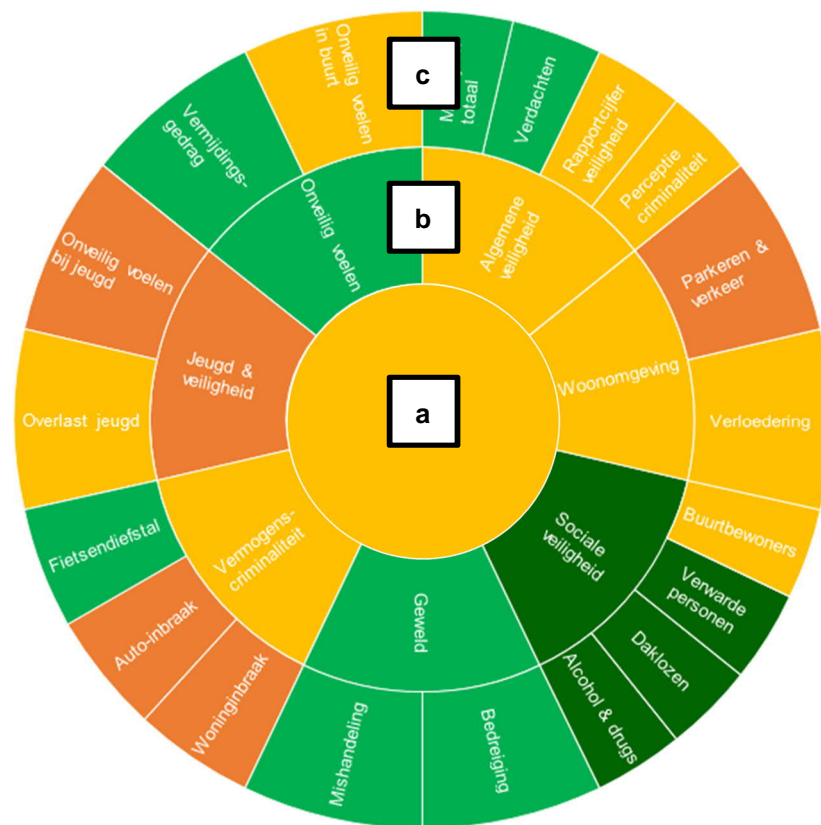 c
b
a
totaal
Verdachten
Rapportcijfer
veiligheid
Perceptie
criminaliteit
Parkeren &
verkeer
Verloedering
Buurtbewoners
Verwarde
personen
Daklozen
Alcohol & drugs
Bedreiging
Mishandeling
Woninginbraak
Auto-inbraak
Fietsendiefstal
Overlast jeugd
Onveilig voelen
bij jeugd
Vermijdings-
gedrag
Onveilig voelen
in buurt
Algemene
veiligheid
Woonomgeving
Sociale
veiligheid
Geweld
Vermogens-
criminaliteit
Jeugd &
veiligheid
Onveilig voelen